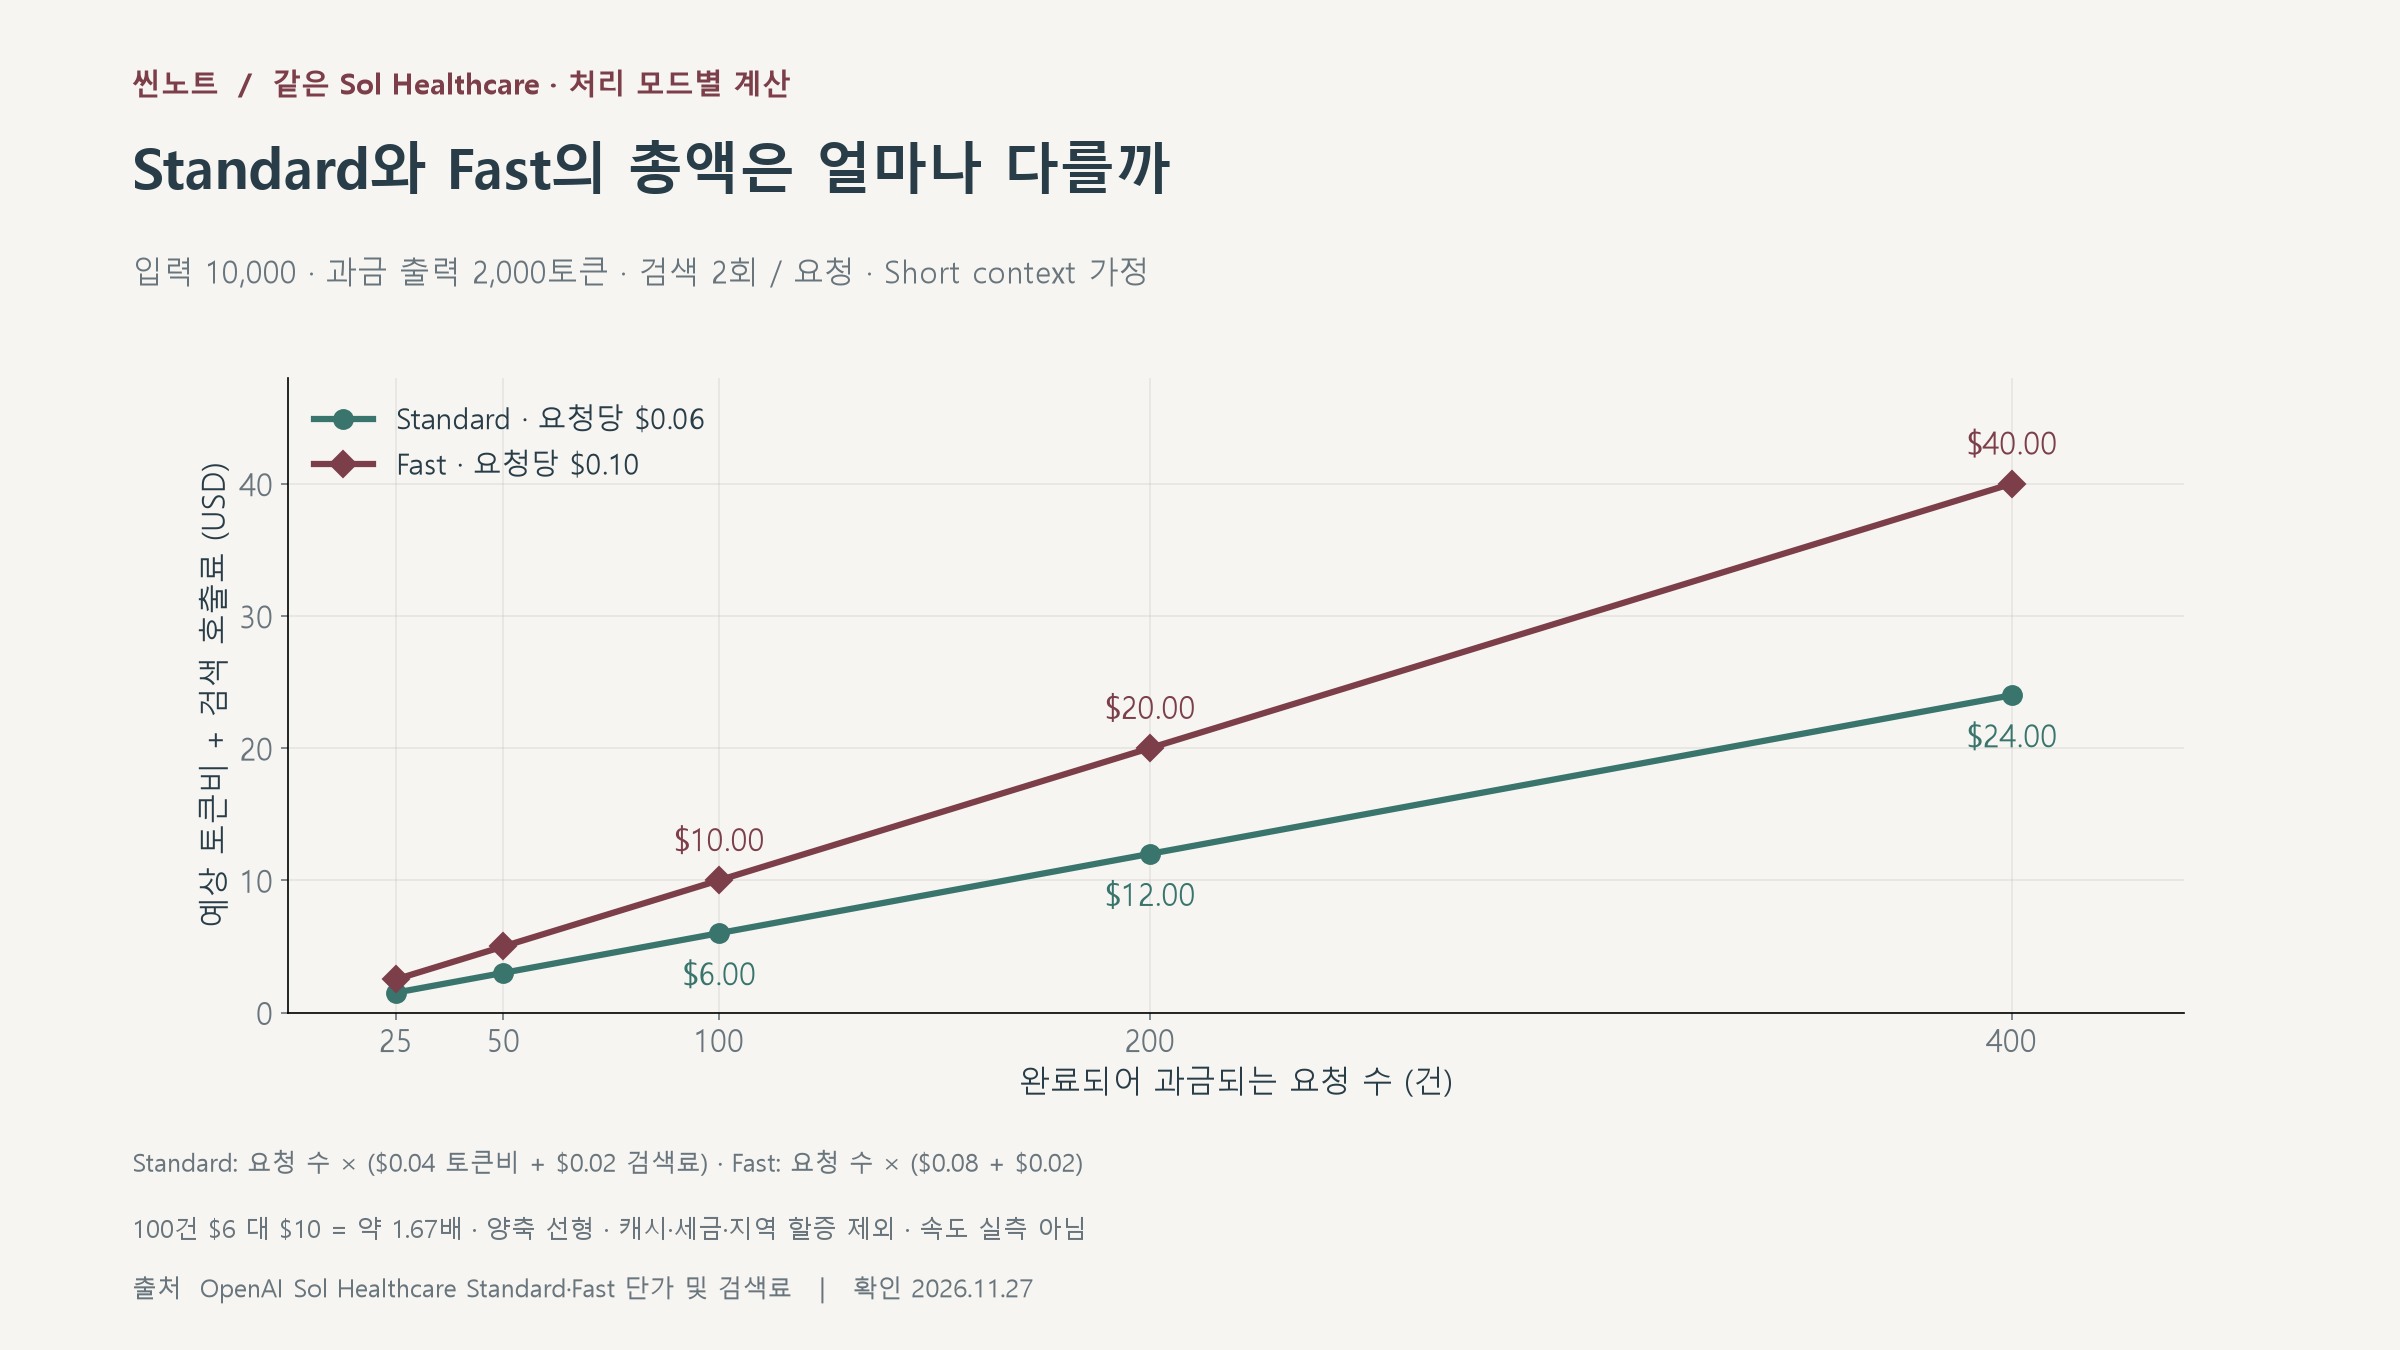 씬노트 / 같은 Sol Healthcare · 처리 모드별 계산
Standard와 Fast의 총액은 얼마나 다를까
입력 10,000 · 과금 출력 2,000토큰 · 검색 2회 / 요청 · Short context 가정
Standard · 요청당 $0.06
Fast · 요청당 $0.10
예상 토큰비 + 검색 호출료 (USD)
40
30
20
10
0
$40.00
$24.00
$20.00
$12.00
$10.00
$6.00
25 50 100 200 400
완료되어 과금되는 요청 수 (건)
Standard: 요청 수 × ($0.04 토큰비 + $0.02 검색료) · Fast: 요청 수 × ($0.08 + $0.02)
100건 $6 대 $10 = 약 1.67배 · 양축 선형 · 캐시·세금·지역 할증 제외 · 속도 실측 아님
출처 OpenAI Sol Healthcare Standard·Fast 단가 및 검색료 | 확인 2026.11.27